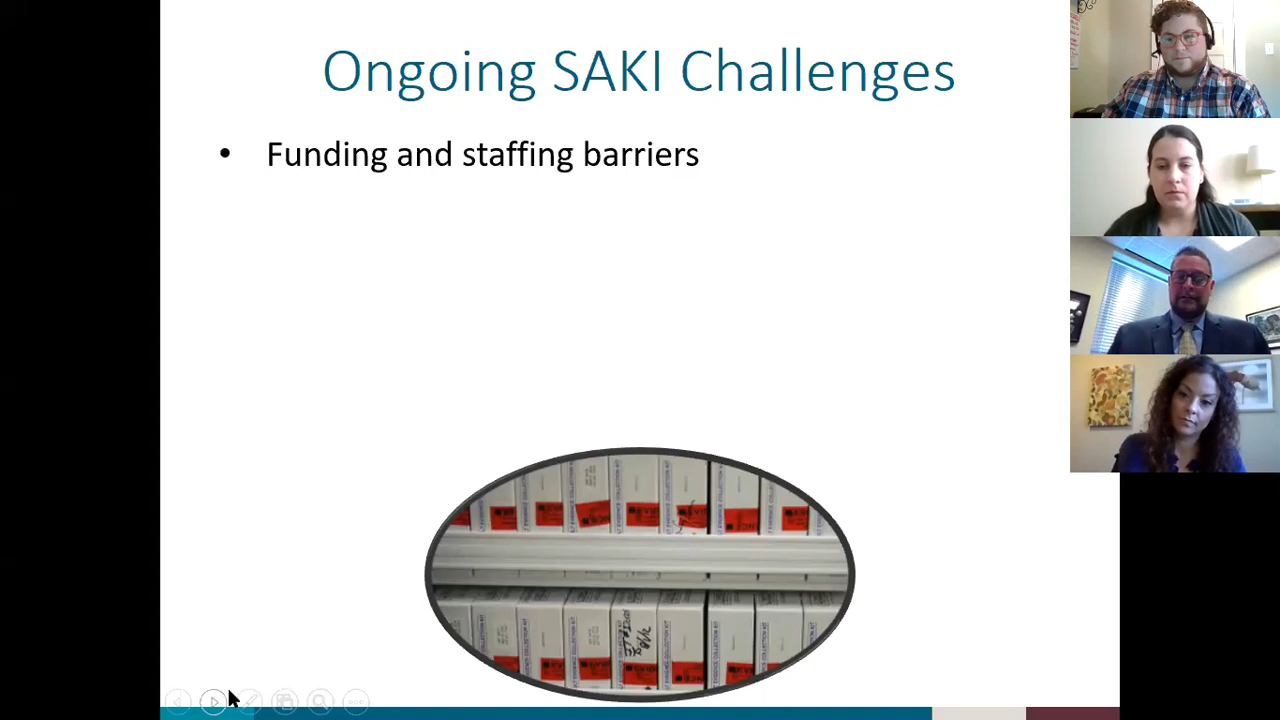 Ongoing SAKI Challenges
• Funding and staffing barriers